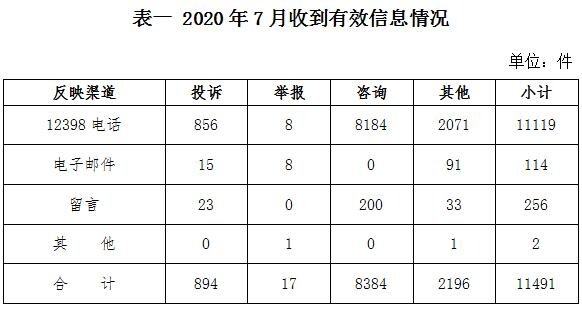 表一 2020 年 7 月收到有效信息情况
单位：件
反映渠道 投诉 举报 咨询 其他 小计
12398 电话 856 8 8184 2071 11119
电子邮件 15 8 0 91 114
留言 23 0 200 33 256
其 他 0 1 0 1 2
合 计 894 17 8384 2196 11491